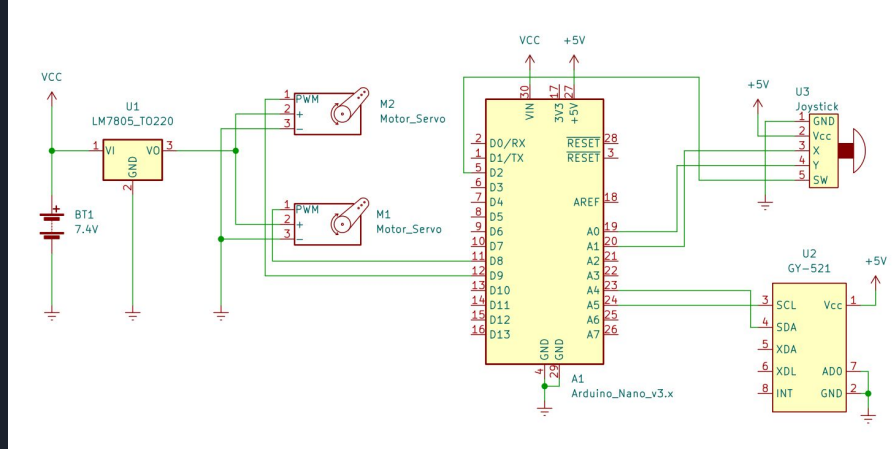 VCC
U1
LM7805_TO220
1 VI VO 3
GND
2
BT1
7.4V
1 PWM
2 +
3 -
M2
Motor_Servo
1 PWM
2 +
3 -
M1
Motor_Servo
VCC +5V
30 17 27
VIN 3V3 +5V
2 D0/RX RESET 28
1 D1/TX RESET 3
5 D2
6 D3
7 D4 AREF 18
8 D5
9 D6 A0 19
10 D7 A1 20
11 D8 A2 21
12 D9 A3 22
13 D10 A4 23
14 D11 A5 24
15 D12 A6 25
16 D13 A7 26
GND GND
4 29
A1
Arduino_Nano_v3.x
+5V
U3
Joystick
1 GND
2 Vcc
3 X
4 Y
5 SW
U2
GY-521
+5V
3 SCL Vcc 1
4 SDA
5 XDA
6 XDL AD0 7
8 INT GND 2